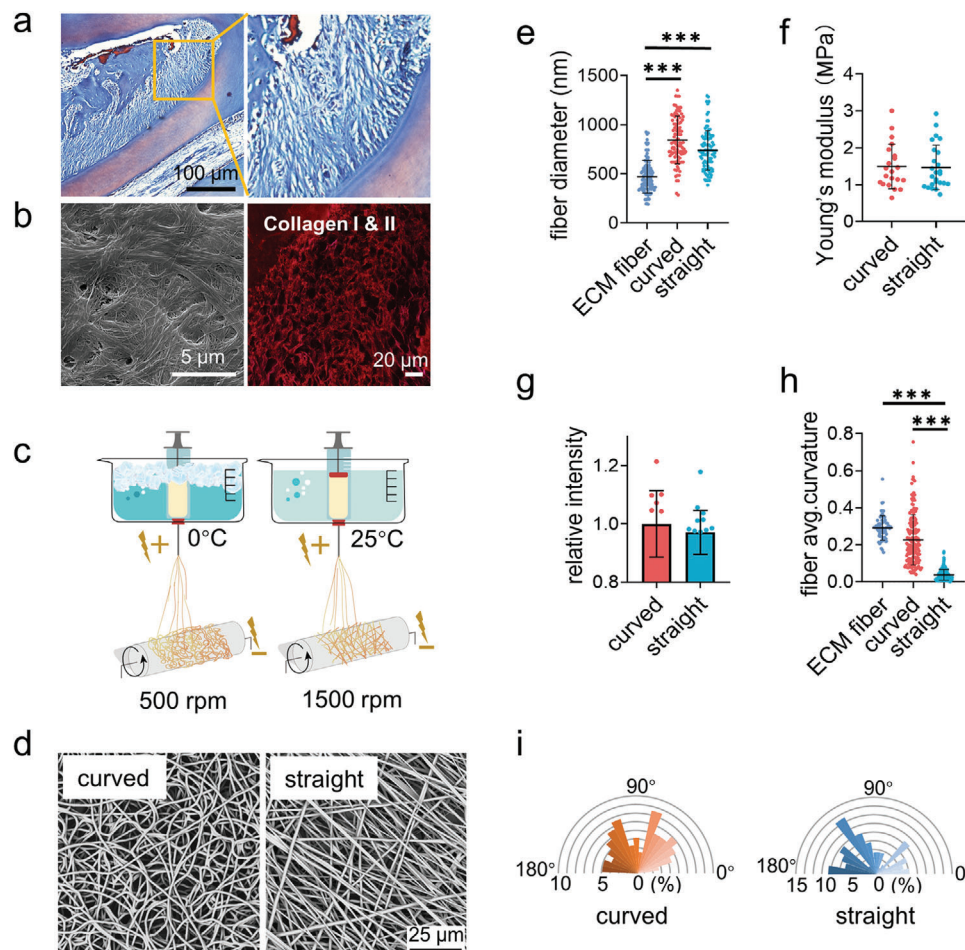 a
100 µm
b
Collagen I & II
5 µm
20 µm
c
0°C
25°C
500 rpm
1500 rpm
d
curved
straight
25 µm
e
fiber diameter (nm)
1500
1000
500
0
***
***
ECM fiber
curved
straight
f
Young's modulus (MPa)
4
3
2
1
0
curved
straight
g
relative intensity
1.2
1.0
0.8
curved
straight
h
fiber avg.curvature
1.0
0.8
0.6
0.4
0.2
0.0
***
***
ECM fiber
curved
straight
i
90°
180°
0°
10
5
0
(%)
curved
90°
180°
0
15
10
5
0
(%)
straight